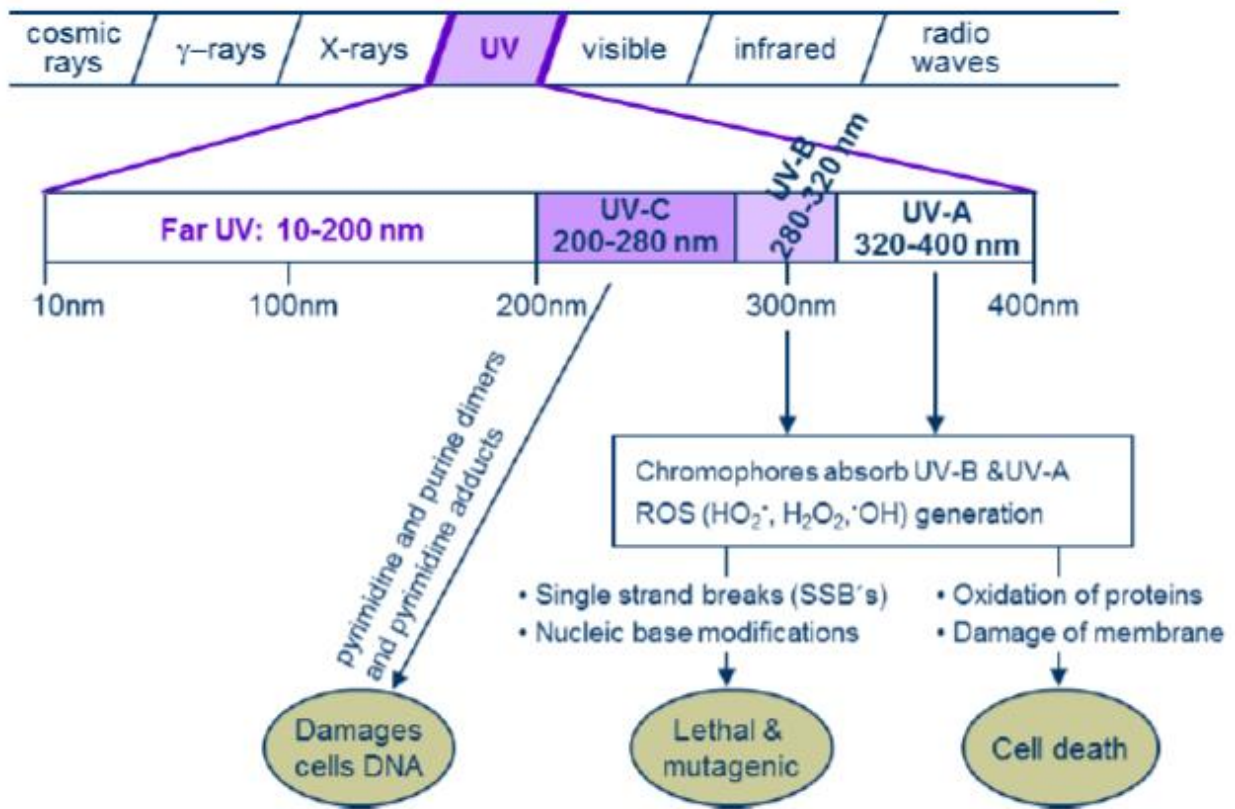 cosmic
rays
γ–rays
X-rays
UV
visible
infrared
radio
waves
Far UV: 10-200 nm
UV-C
200-280 nm
UV-B
280-320 nm
UV-A
320-400 nm
10nm
100nm
200nm
300nm
400nm
pyrimidine and purine dimers
and pyrimidine adducts
Chromophores absorb UV-B &UV-A
ROS (HO₂˙, H₂O₂,˙OH) generation
• Single strand breaks (SSB´s)
• Nucleic base modifications
• Oxidation of proteins
• Damage of membrane
Damages
cells DNA
Lethal &
mutagenic
Cell death